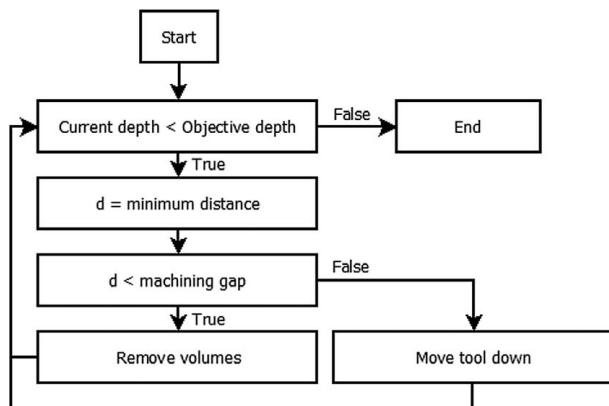 Start
Current depth < Objective depth
False
End
True
d = minimum distance
d < machining gap
False
True
Remove volumes
Move tool down